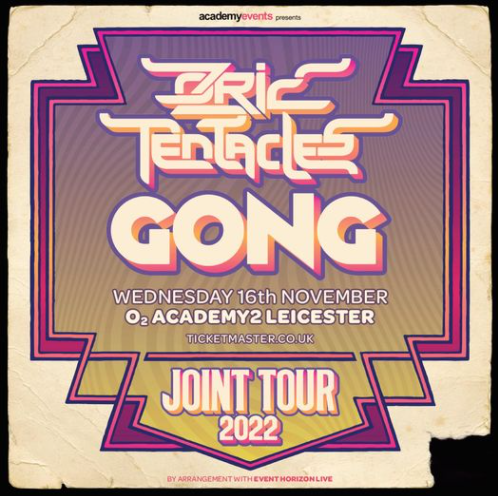 academyevents presents
OZRIC
TENTACLES
GONG
WEDNESDAY 16th NOVEMBER
O₂ ACADEMY2 LEICESTER
TICKETMASTER.CO.UK
JOINT TOUR
2022
BY ARRANGEMENT WITH EVENT HORIZON LIVE